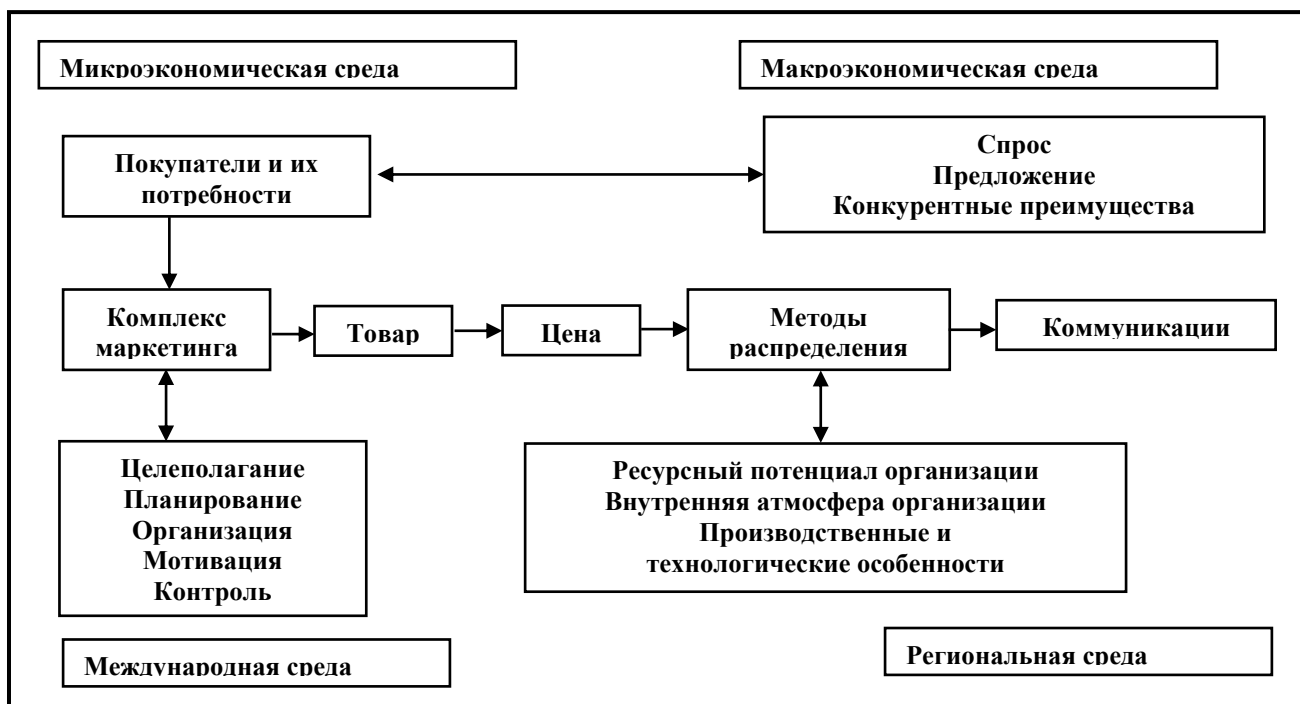 Микроэкономическая среда
Макроэкономическая среда
Покупатели и их
потребности
Спрос
Предложение
Конкурентные преимущества
Комплекс
маркетинга
Товар
Цена
Методы
распределения
Коммуникации
Целеполагание
Планирование
Организация
Мотивация
Контроль
Ресурсный потенциал организации
Внутренняя атмосфера организации
Производственные и
технологические особенности
Международная среда
Региональная среда